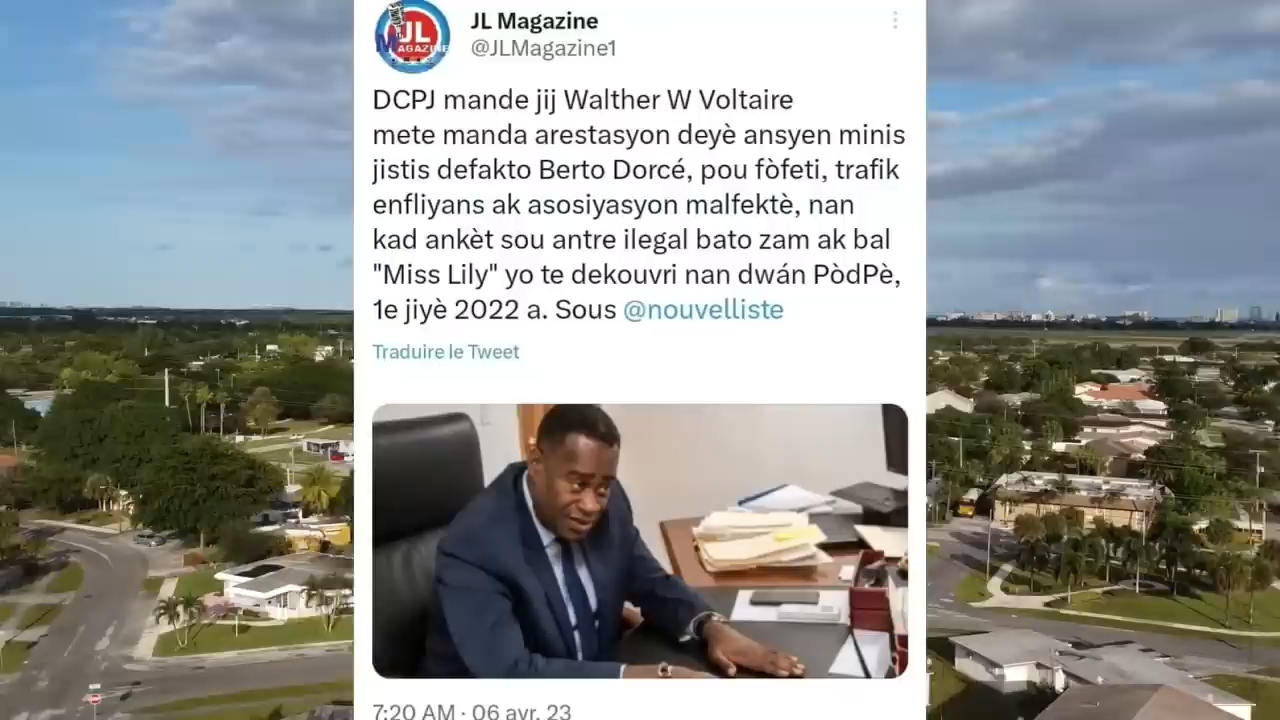 JL
MAGAZINE
JL Magazine
@JLMagazine1
DCPJ mande jij Walther W Voltaire
mete manda arestasyon deyè ansyen minis
jistis defakto Berto Dorcé, pou fòfeti, trafik
enfliyans ak asosiyasyon malfektè, nan
kad ankèt sou antre ilegal bato zam ak bal
"Miss Lily" yo te dekouvri nan dwán PòdPè,
1e jiyè 2022 a. Sous @nouvelliste
Traduire le Tweet
7:20 AM · 06 avr. 23